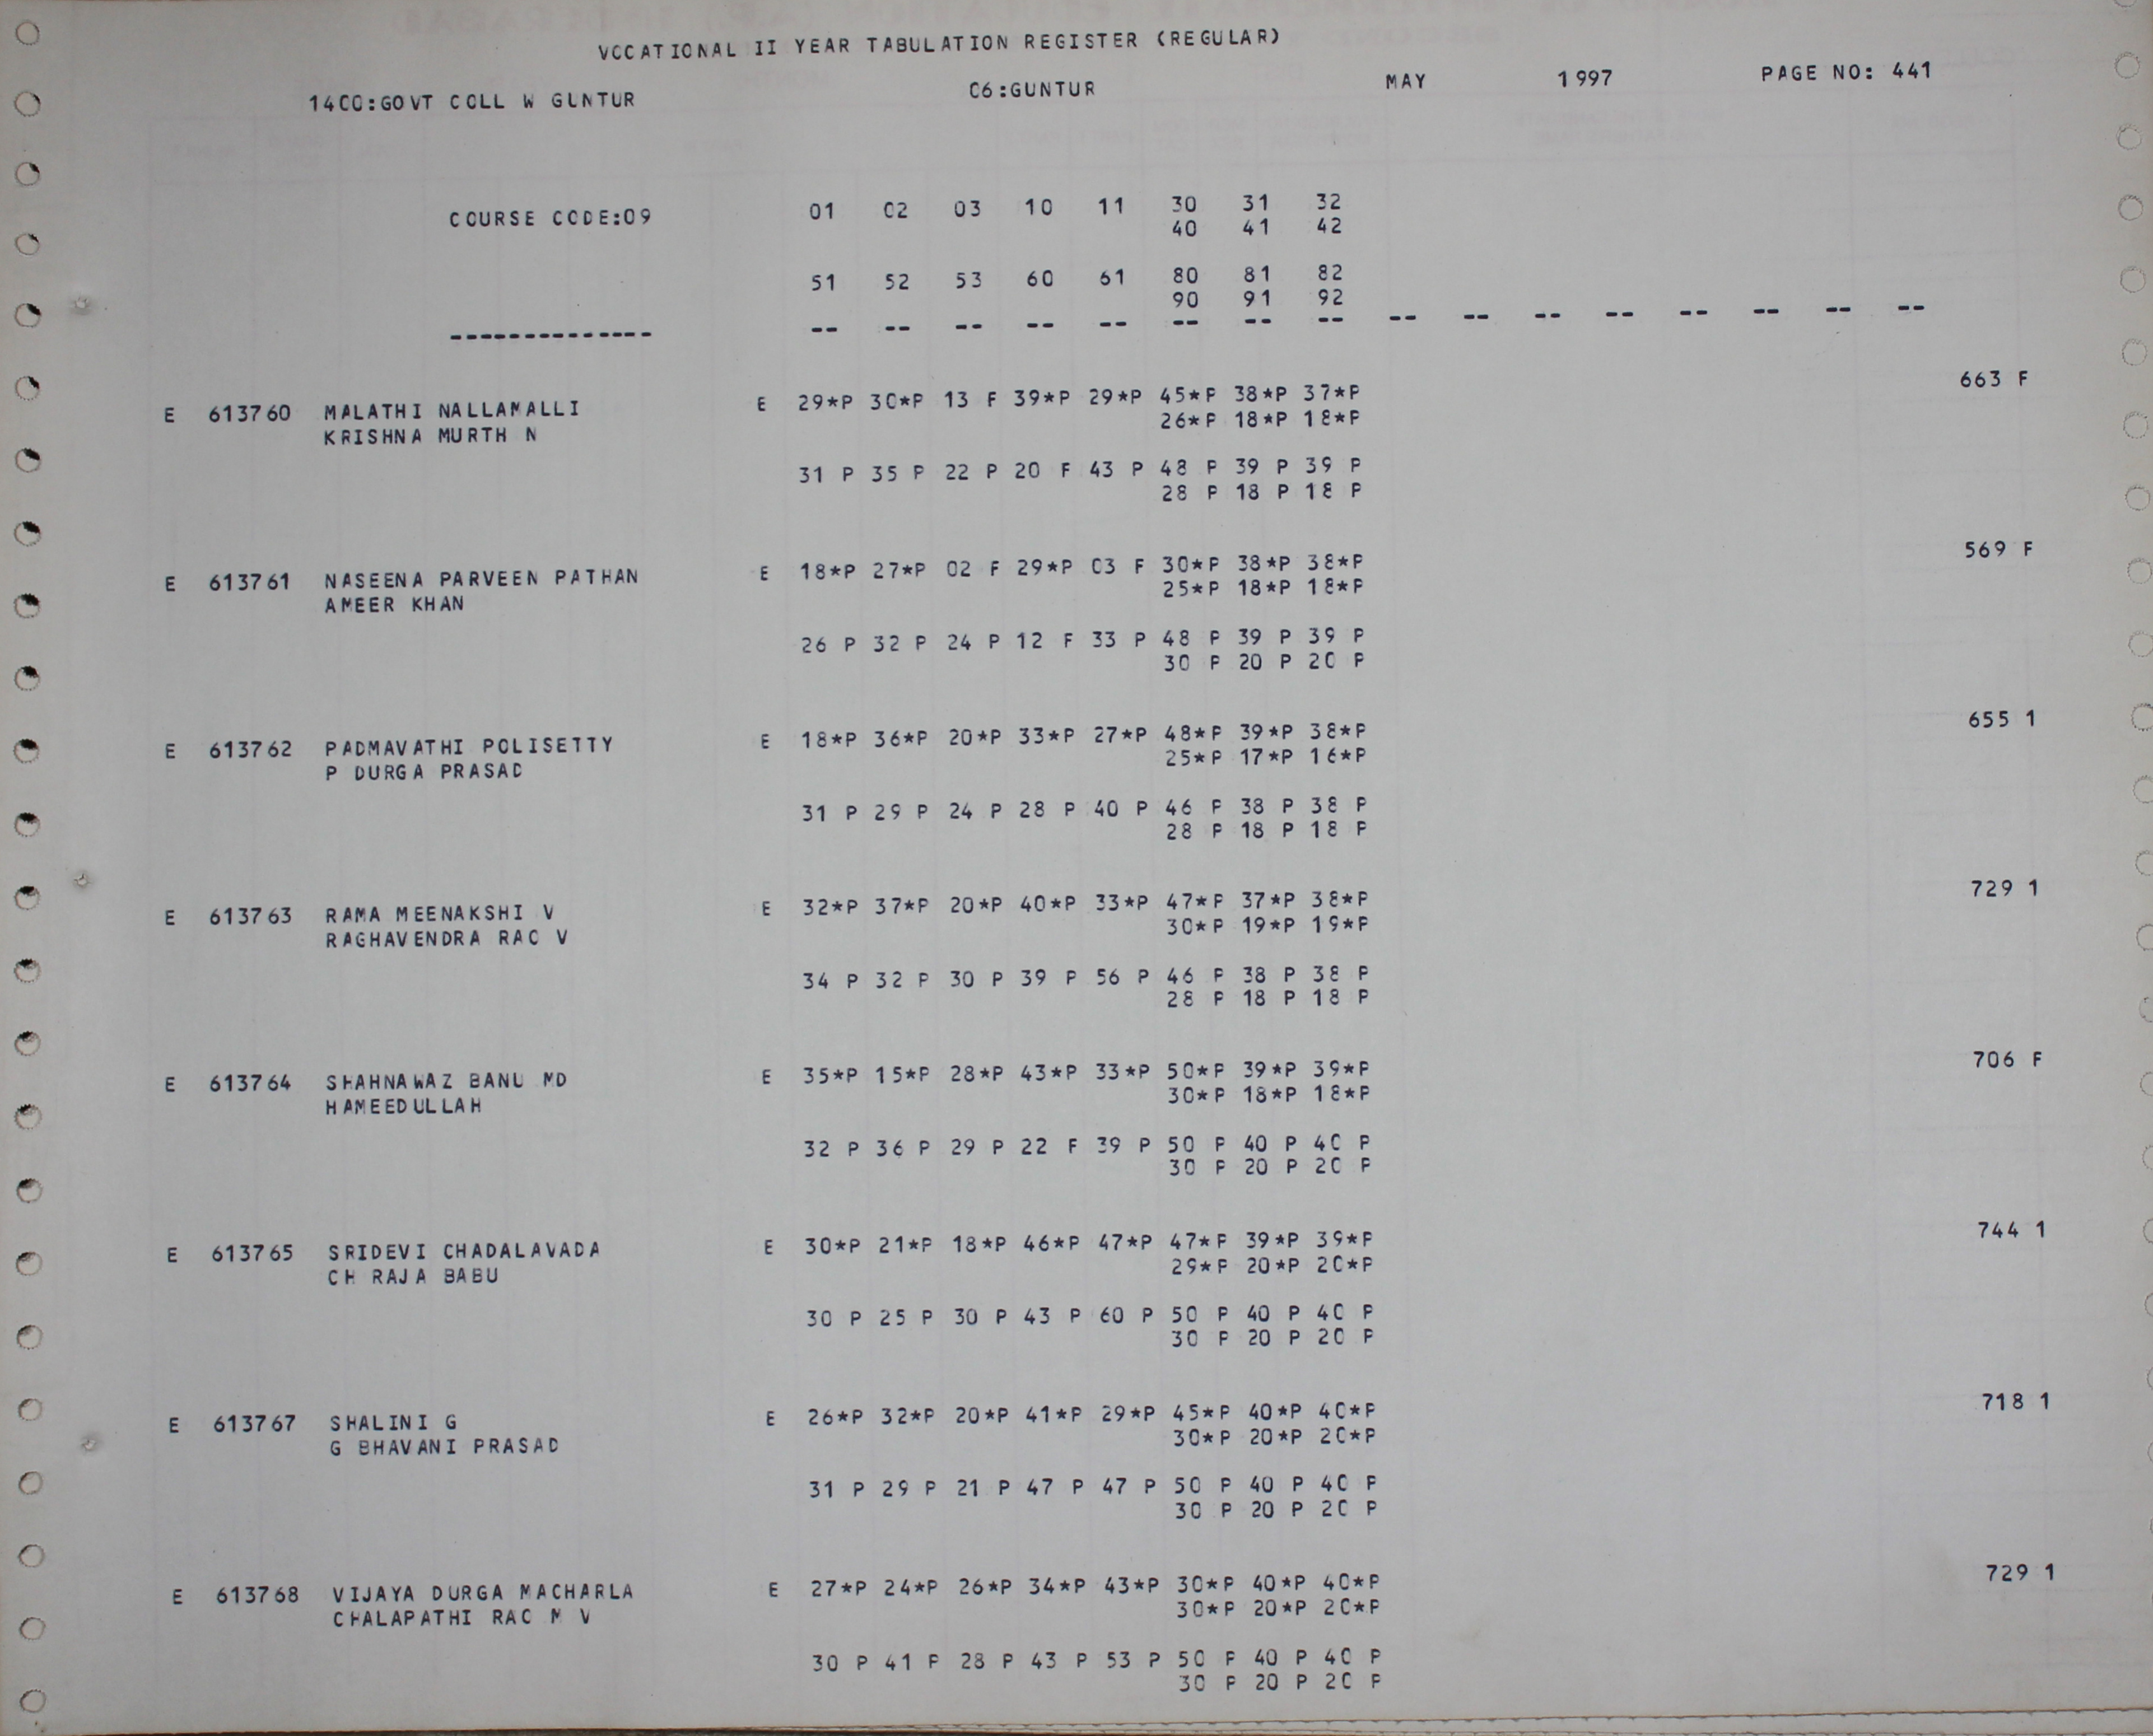 VOCATIONAL II YEAR TABULATION REGISTER (REGULAR)
14C0:GOVT COLL W GUNTUR C6:GUNTUR MAY 1997 PAGE NO: 441
COURSE CODE:09 01 02 03 10 11 30 31 32
40 41 42
51 52 53 60 61 80 81 82
90 91 92
-------------- -- -- -- -- -- -- -- -- -- -- -- -- -- -- -- --
663 F
E 613760 MALATHI NALLAMALLI E 29*P 30*P 13 F 39*P 29*P 45*P 38*P 37*P
KRISHNA MURTH N 26*P 18*P 18*P
31 P 35 P 22 P 20 F 43 P 48 P 39 P 39 P
28 P 18 P 18 P
569 F
E 613761 NASEENA PARVEEN PATHAN E 18*P 27*P 02 F 29*P 03 F 30*P 38*P 38*P
AMEER KHAN 25*P 18*P 18*P
26 P 32 P 24 P 12 F 33 P 48 P 39 P 39 P
30 P 20 P 20 P
655 1
E 613762 PADMAVATHI POLISETTY E 18*P 36*P 20*P 33*P 27*P 48*P 39*P 38*P
P DURGA PRASAD 25*P 17*P 16*P
31 P 29 P 24 P 28 P 40 P 46 P 38 P 38 P
28 P 18 P 18 P
729 1
E 613763 RAMA MEENAKSHI V E 32*P 37*P 20*P 40*P 33*P 47*P 37*P 38*P
RAGHAVENDRA RAO V 30*P 19*P 19*P
34 P 32 P 30 P 39 P 56 P 46 P 38 P 38 P
28 P 18 P 18 P
706 F
E 613764 SHAHNAWAZ BANU MD E 35*P 15*P 28*P 43*P 33*P 50*P 39*P 39*P
HAMEEDULLAH 30*P 18*P 18*P
32 P 36 P 29 P 22 F 39 P 50 P 40 P 40 P
30 P 20 P 20 P
744 1
E 613765 SRIDEVI CHADALAVADA E 30*P 21*P 18*P 46*P 47*P 47*P 39*P 39*P
CH RAJA BABU 29*P 20*P 20*P
30 P 25 P 30 P 43 P 60 P 50 P 40 P 40 P
30 P 20 P 20 P
718 1
E 613767 SHALINI G E 26*P 32*P 20*P 41*P 29*P 45*P 40*P 40*P
G BHAVANI PRASAD 30*P 20*P 20*P
31 P 29 P 21 P 47 P 47 P 50 P 40 P 40 P
30 P 20 P 20 P
729 1
E 613768 VIJAYA DURGA MACHARLA E 27*P 24*P 26*P 34*P 43*P 30*P 40*P 40*P
CHALAPATHI RAO M V 30*P 20*P 20*P
30 P 41 P 28 P 43 P 53 P 50 P 40 P 40 P
30 P 20 P 20 P